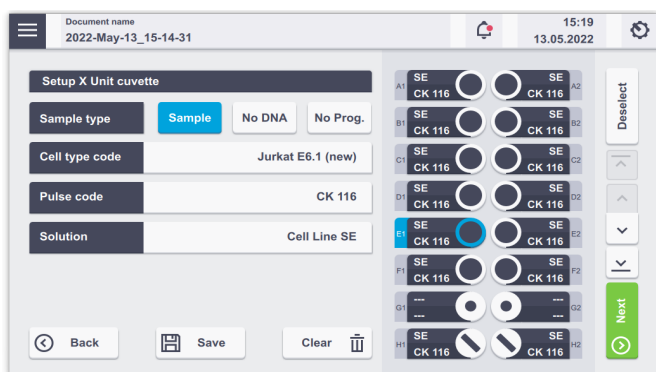 Document name
2022-May-13_15-14-31
15:19
13.05.2022
Setup X Unit cuvette
Sample type
Sample
No DNA
No Prog.
Cell type code
Jurkat E6.1 (new)
Pulse code
CK 116
Solution
Cell Line SE
Back
Save
Clear
A1 SE SE A2
CK 116 CK 116
B1 SE SE B2
CK 116 CK 116
C1 SE SE C2
CK 116 CK 116
D1 SE SE D2
CK 116 CK 116
E1 SE SE E2
CK 116 CK 116
F1 SE SE F2
CK 116 CK 116
G1 --- --- G2
--- ---
H1 SE SE H2
CK 116 CK 116
Deselect
Next